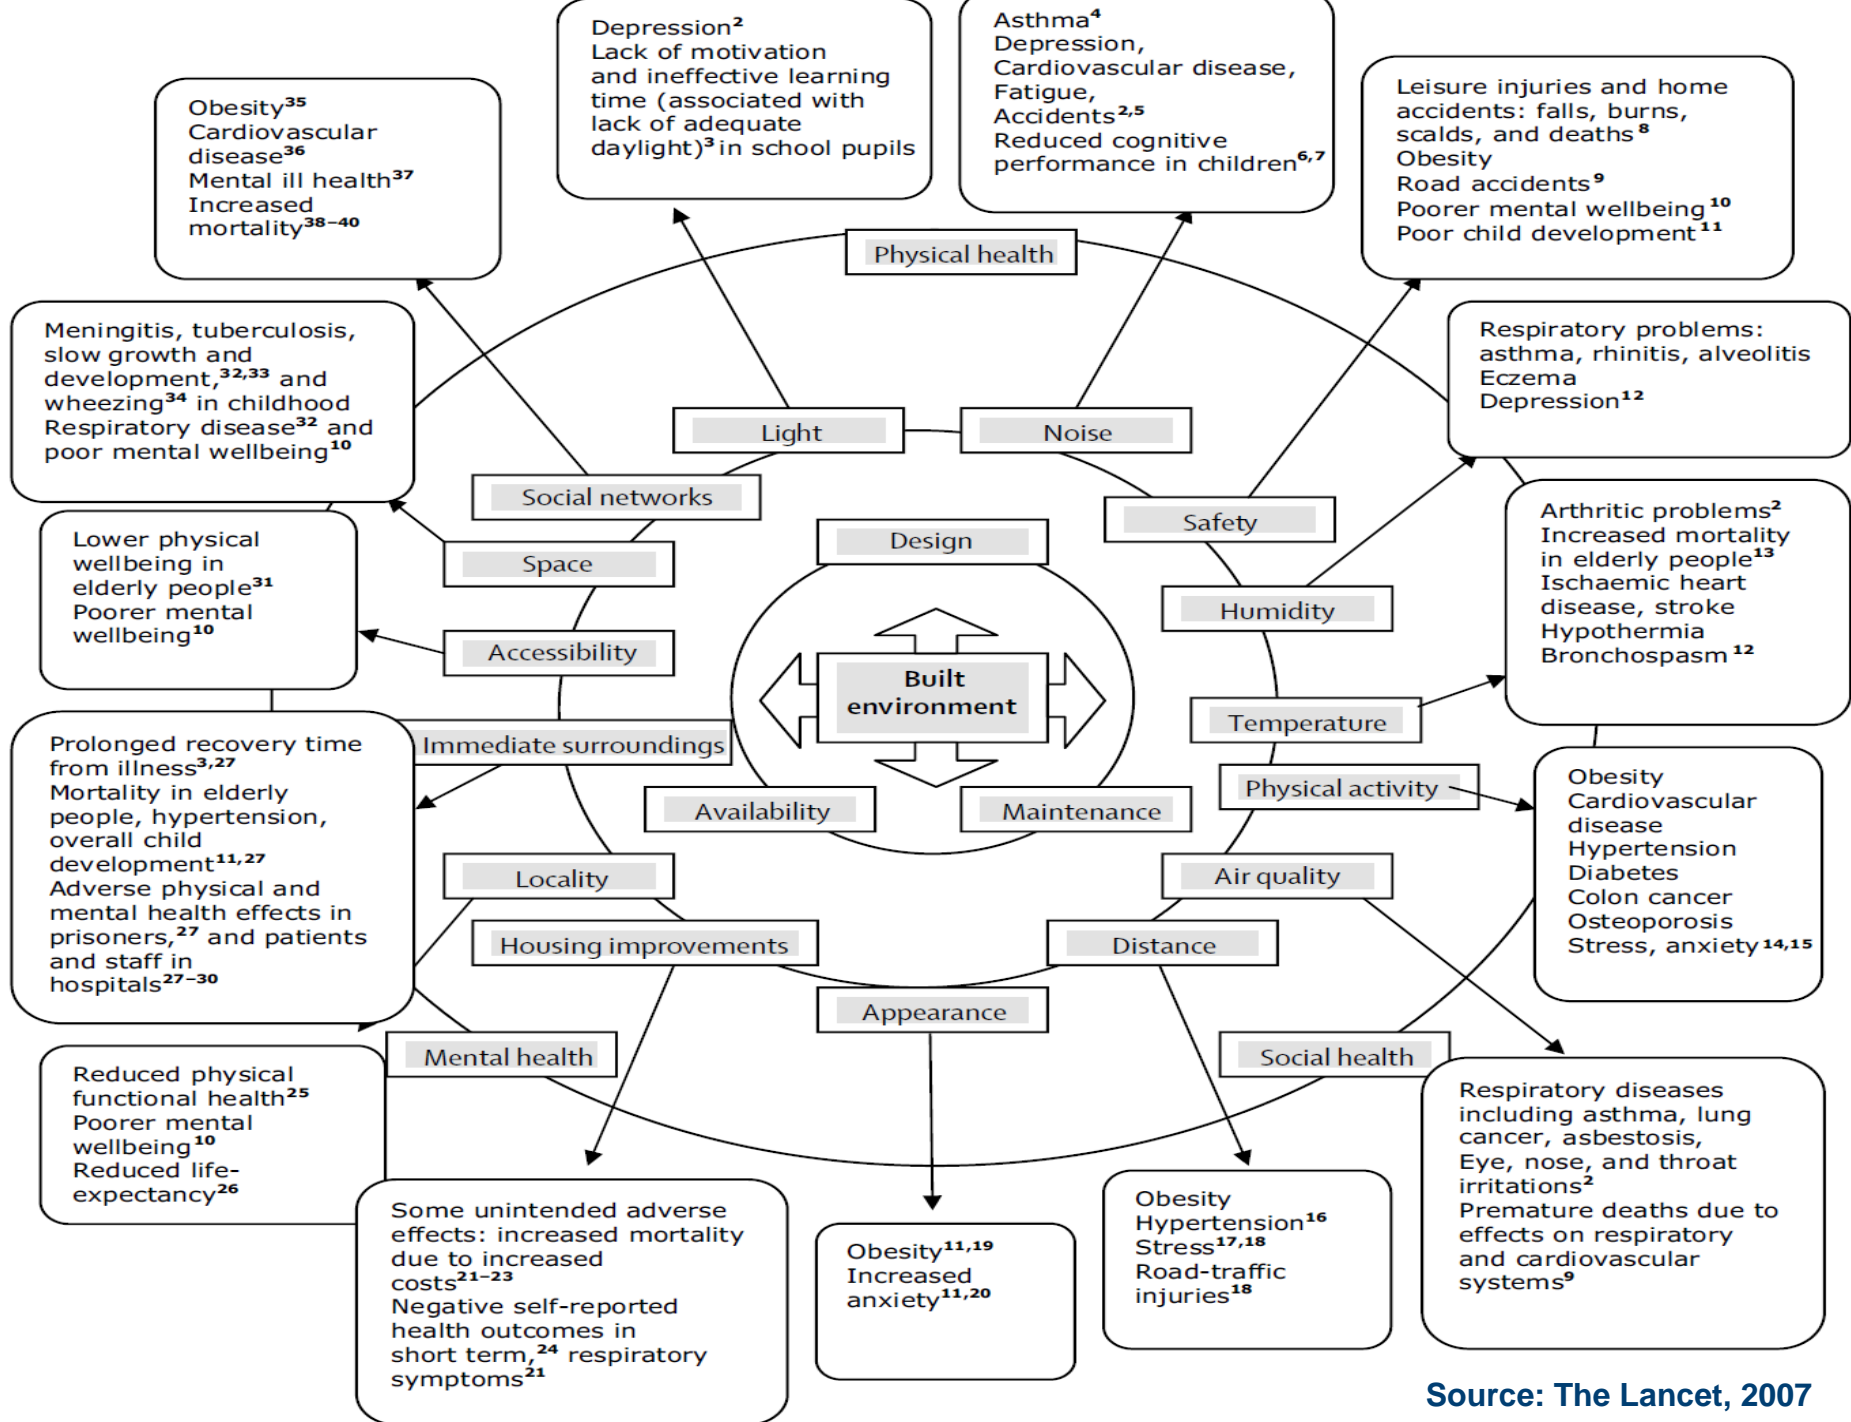 Depression²
Lack of motivation
and ineffective learning
time (associated with
lack of adequate
daylight)³ in school pupils
Asthma⁴
Depression,
Cardiovascular disease,
Fatigue,
Accidents²,⁵
Reduced cognitive
performance in children⁶,⁷
Leisure injuries and home
accidents: falls, burns,
scalds, and deaths⁸
Obesity
Road accidents⁹
Poorer mental wellbeing¹⁰
Poor child development¹¹
Obesity³⁵
Cardiovascular
disease³⁶
Mental ill health³⁷
Increased
mortality³⁸⁻⁴⁰
Physical health
Meningitis, tuberculosis,
slow growth and
development,³²,³³ and
wheezing³⁴ in childhood
Respiratory disease³² and
poor mental wellbeing¹⁰
Respiratory problems:
asthma, rhinitis, alveolitis
Eczema
Depression¹²
Light
Noise
Social networks
Safety
Lower physical
wellbeing in
elderly people³¹
Poorer mental
wellbeing¹⁰
Space
Design
Humidity
Arthritic problems²
Increased mortality
in elderly people¹³
Ischaemic heart
disease, stroke
Hypothermia
Bronchospasm¹²
Accessibility
Built
environment
Temperature
Immediate surroundings
Physical activity
Availability
Maintenance
Prolonged recovery time
from illness³,²⁷
Mortality in elderly
people, hypertension,
overall child
development¹¹,²⁷
Adverse physical and
mental health effects in
prisoners,²⁷ and patients
and staff in
hospitals²⁷⁻³⁰
Obesity
Cardiovascular
disease
Hypertension
Diabetes
Colon cancer
Osteoporosis
Stress, anxiety¹⁴,¹⁵
Locality
Air quality
Housing improvements
Distance
Appearance
Mental health
Social health
Reduced physical
functional health²⁵
Poorer mental
wellbeing¹⁰
Reduced life-
expectancy²⁶
Some unintended adverse
effects: increased mortality
due to increased
costs²¹⁻²³
Negative self-reported
health outcomes in
short term,²⁴ respiratory
symptoms²¹
Obesity¹¹,¹⁹
Increased
anxiety¹¹,²⁰
Obesity
Hypertension¹⁶
Stress¹⁷,¹⁸
Road-traffic
injuries¹⁸
Respiratory diseases
including asthma, lung
cancer, asbestosis,
Eye, nose, and throat
irritations²
Premature deaths due to
effects on respiratory
and cardiovascular
systems⁹
Source: The Lancet, 2007